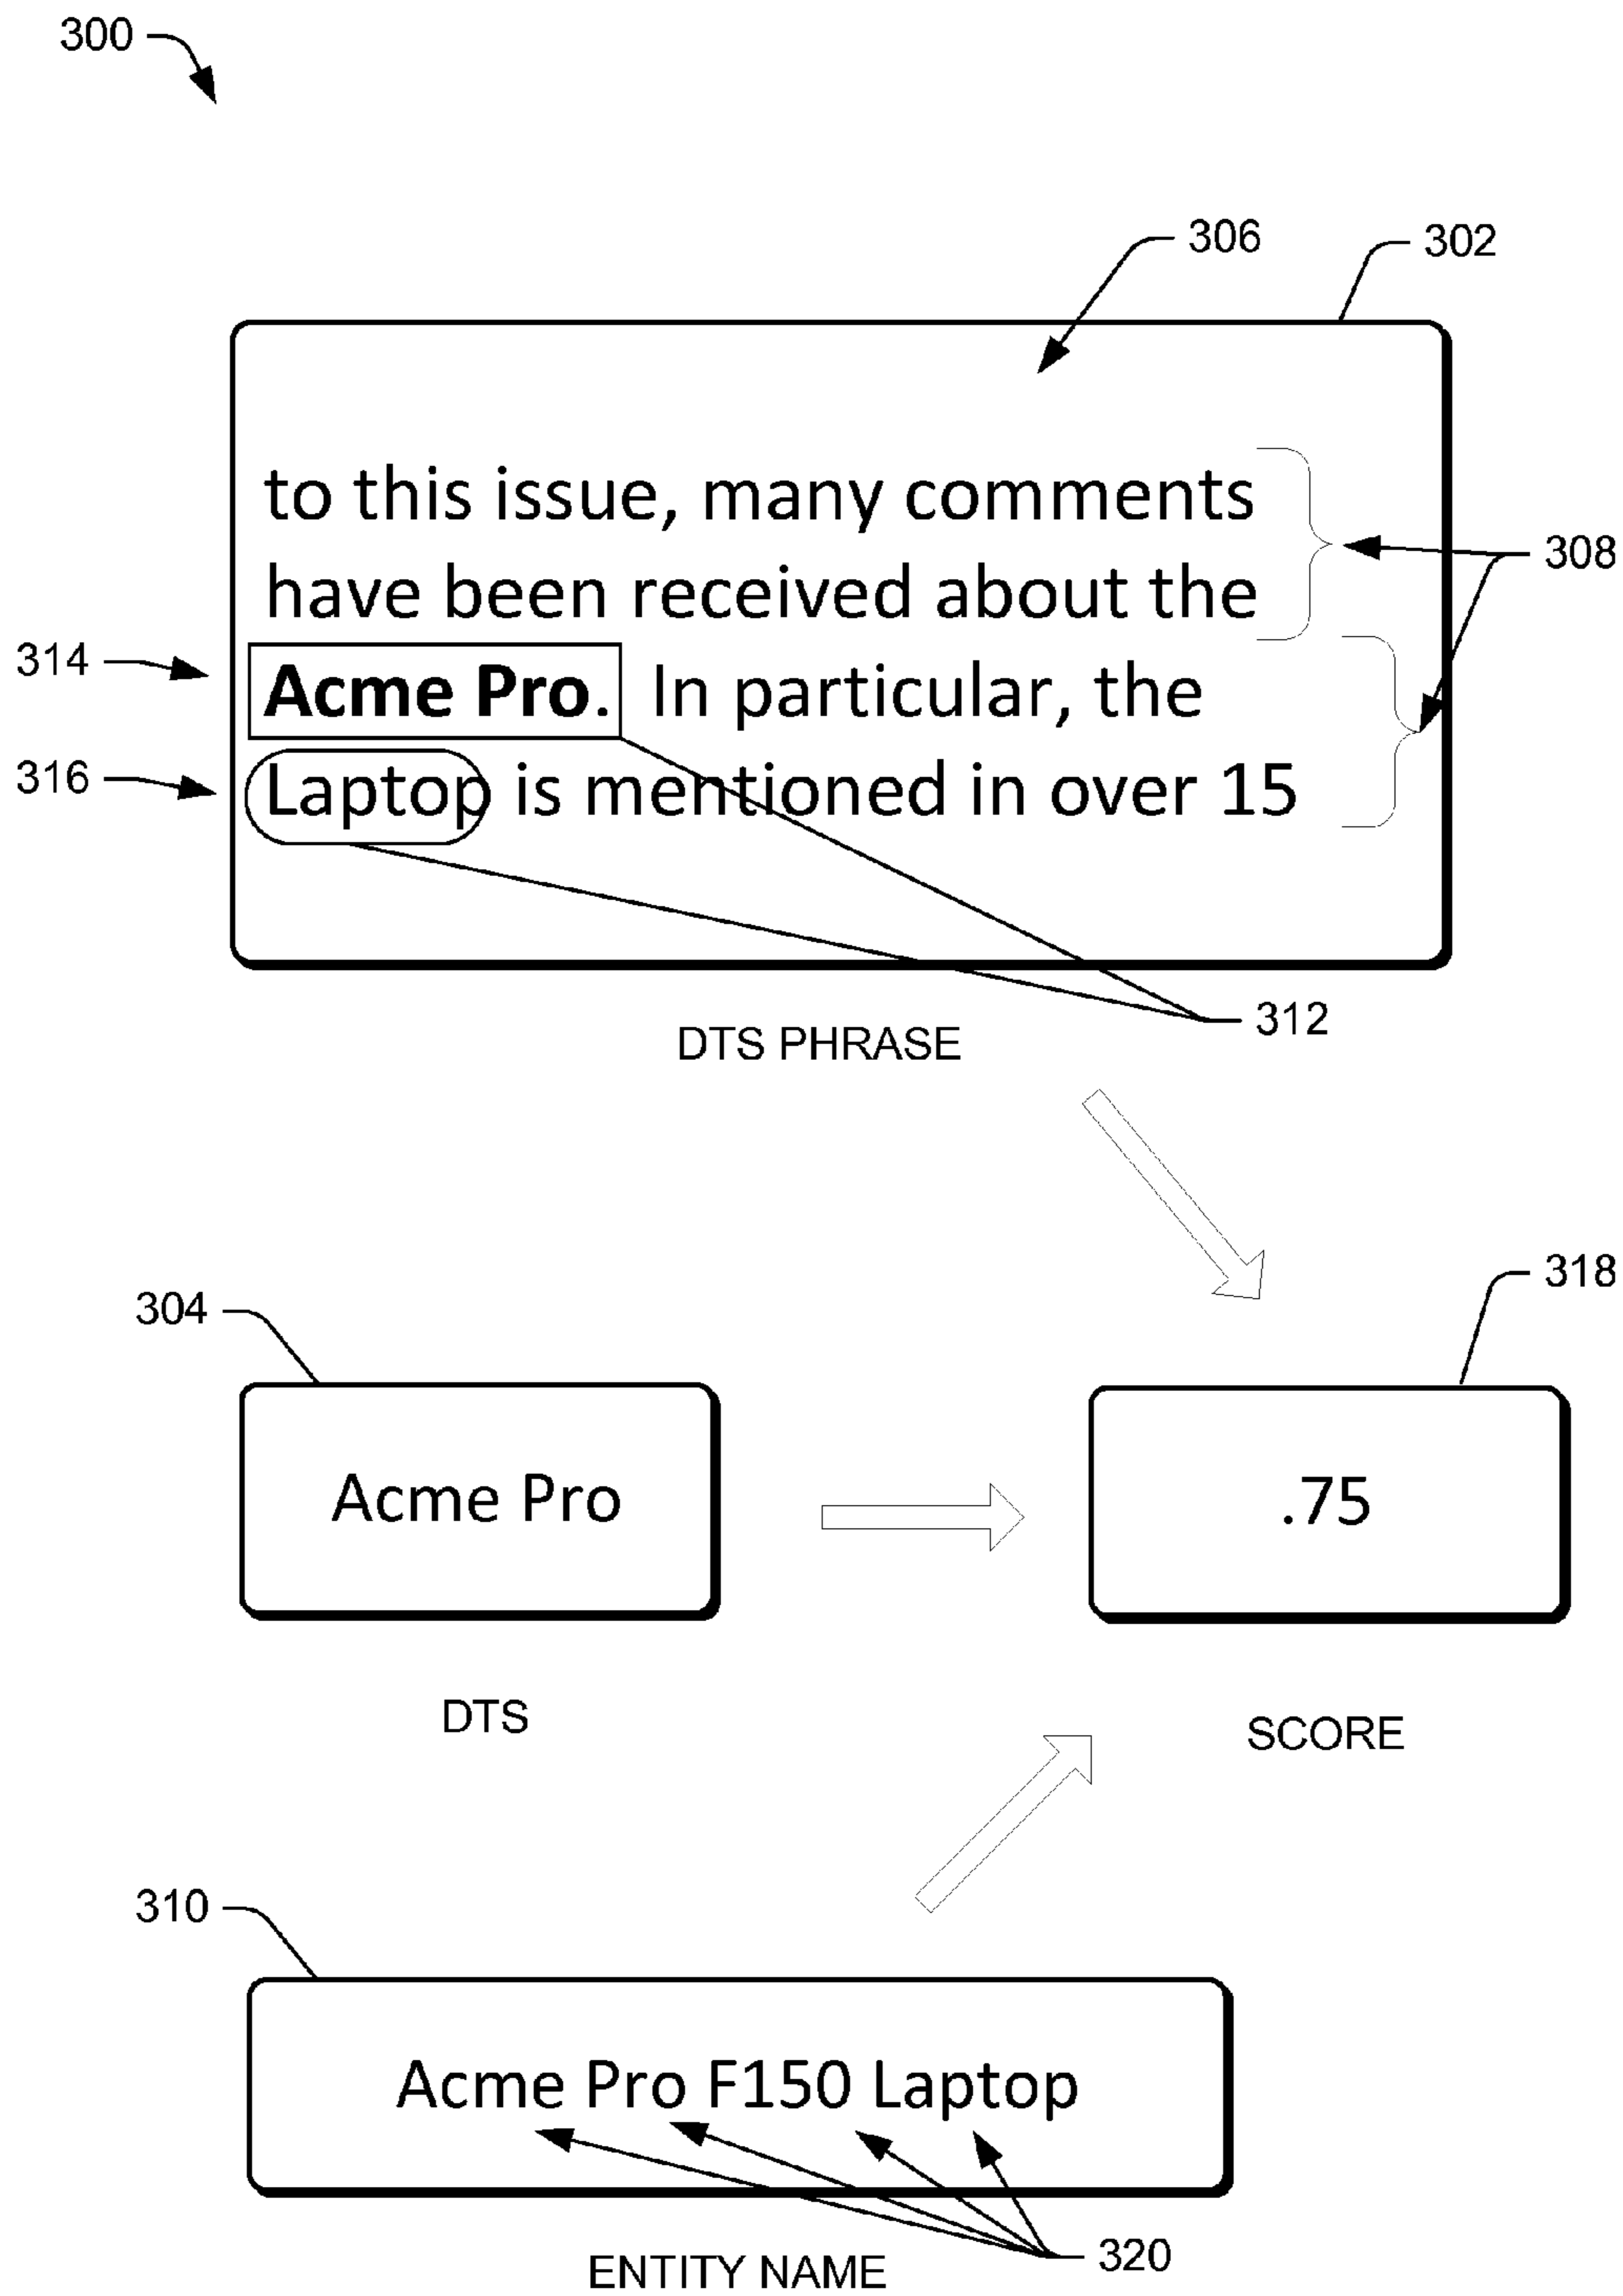 300
306
302
to this issue, many comments
have been received about the
308
314
Acme Pro. In particular, the
316
Laptop is mentioned in over 15
312
DTS PHRASE
304
318
Acme Pro
.75
DTS
SCORE
310
Acme Pro F150 Laptop
320
ENTITY NAME